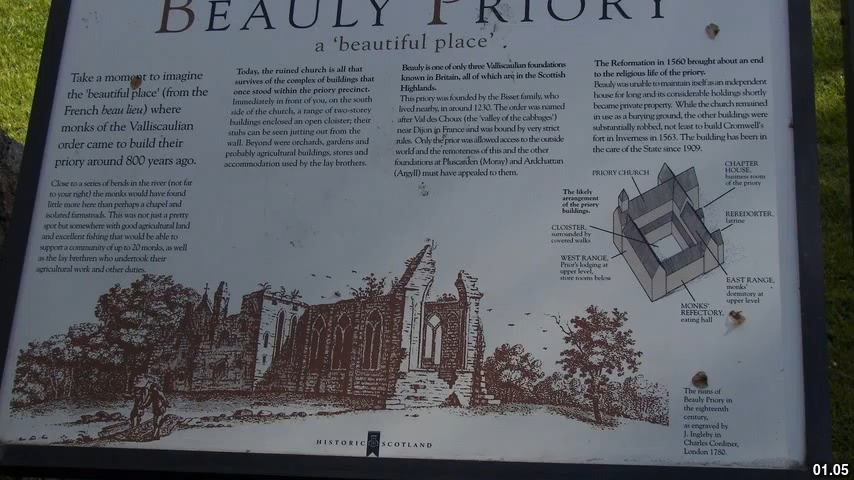 BEAULY PRIORY
a 'beautiful place'
Take a moment to imagine
the 'beautiful place' (from the
French beau lieu) where
monks of the Valliscaulian
order came to build their
priory around 800 years ago.
Close to a series of bends in the river (not far
to your right) the monks would have found
little more here than perhaps a chapel and
isolated farmsteads. This was not just a pretty
spot but somewhere with good agricultural land
and excellent fishing that would be able to
support a community of up to 20 monks, as well
as the lay brethren who undertook their
agricultural work and other duties.
Today, the ruined church is all that
survives of the complex of buildings that
once stood within the priory precinct.
Immediately in front of you, on the south
side of the church, a range of two-storey
buildings enclosed an open cloister; their
stubs can be seen jutting out from the
wall. Beyond were orchards, gardens and
probably agricultural buildings, stores and
accommodation used by the lay brothers.
Beauly is one of only three Valliscaulian foundations
known in Britain, all of which are in the Scottish
Highlands.
This priory was founded by the Bisset family, who
lived nearby, in around 1230. The order was named
after Val des Choux (the 'valley of the cabbages')
near Dijon in France and was bound by very strict
rules. Only the prior was allowed access to the outside
world and the remoteness of this and the other
foundations at Pluscarden (Moray) and Ardchattan
(Argyll) must have appealed to them.
The Reformation in 1560 brought about an end
to the religious life of the priory.
Beauly was unable to maintain itself as an independent
house for long and its considerable holdings shortly
became private property. While the church remained
in use as a burying ground, the other buildings were
substantially robbed, not least to build Cromwell's
fort in Inverness in 1563. The building has been in
the care of the State since 1909.
The likely
arrangement
of the priory
buildings.
PRIORY CHURCH
CHAPTER
HOUSE,
business room
of the priory
REREDORTER,
latrine
CLOISTER,
surrounded by
covered walks
WEST RANGE,
Prior's lodging at
upper level,
store rooms below
EAST RANGE,
monks'
dormitory at
upper level
MONKS'
REFECTORY,
eating hall
The ruins of
Beauly Priory in
the eighteenth
century,
as engraved by
J. Ingleby in
Charles Cordiner,
London 1780.
HISTORIC SCOTLAND
01.05